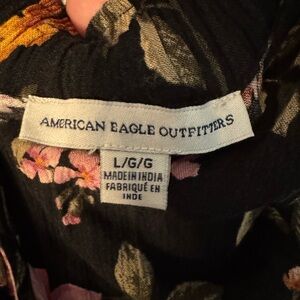 AMERICAN EAGLE OUTFITTERS
L/G/G
MADE IN INDIA
FABRIQUÉ EN
INDE